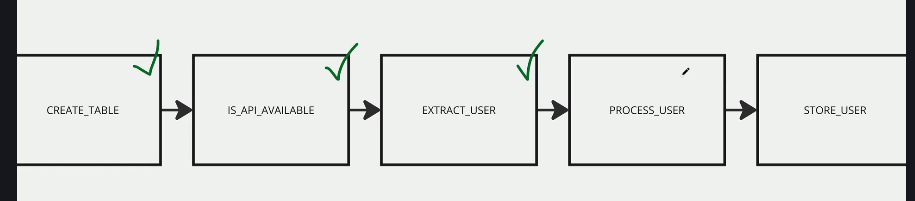 CREATE_TABLE
IS_API_AVAILABLE
EXTRACT_USER
PROCESS_USER
STORE_USER